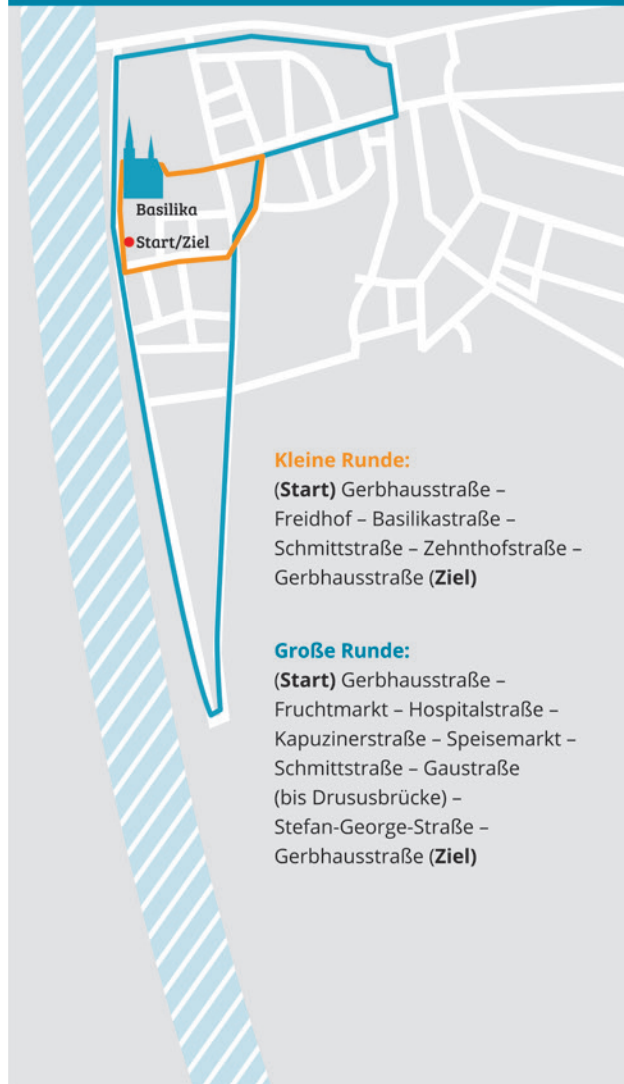 Basilika
Start/Ziel
Kleine Runde:
(Start) Gerbhausstraße –
Freidhof – Basilikastraße –
Schmittstraße – Zehnthofstraße –
Gerbhausstraße (Ziel)
Große Runde:
(Start) Gerbhausstraße –
Fruchtmarkt – Hospitalstraße –
Kapuzinerstraße – Speisemarkt –
Schmittstraße – Gaustraße
(bis Drususbrücke) –
Stefan-George-Straße –
Gerbhausstraße (Ziel)